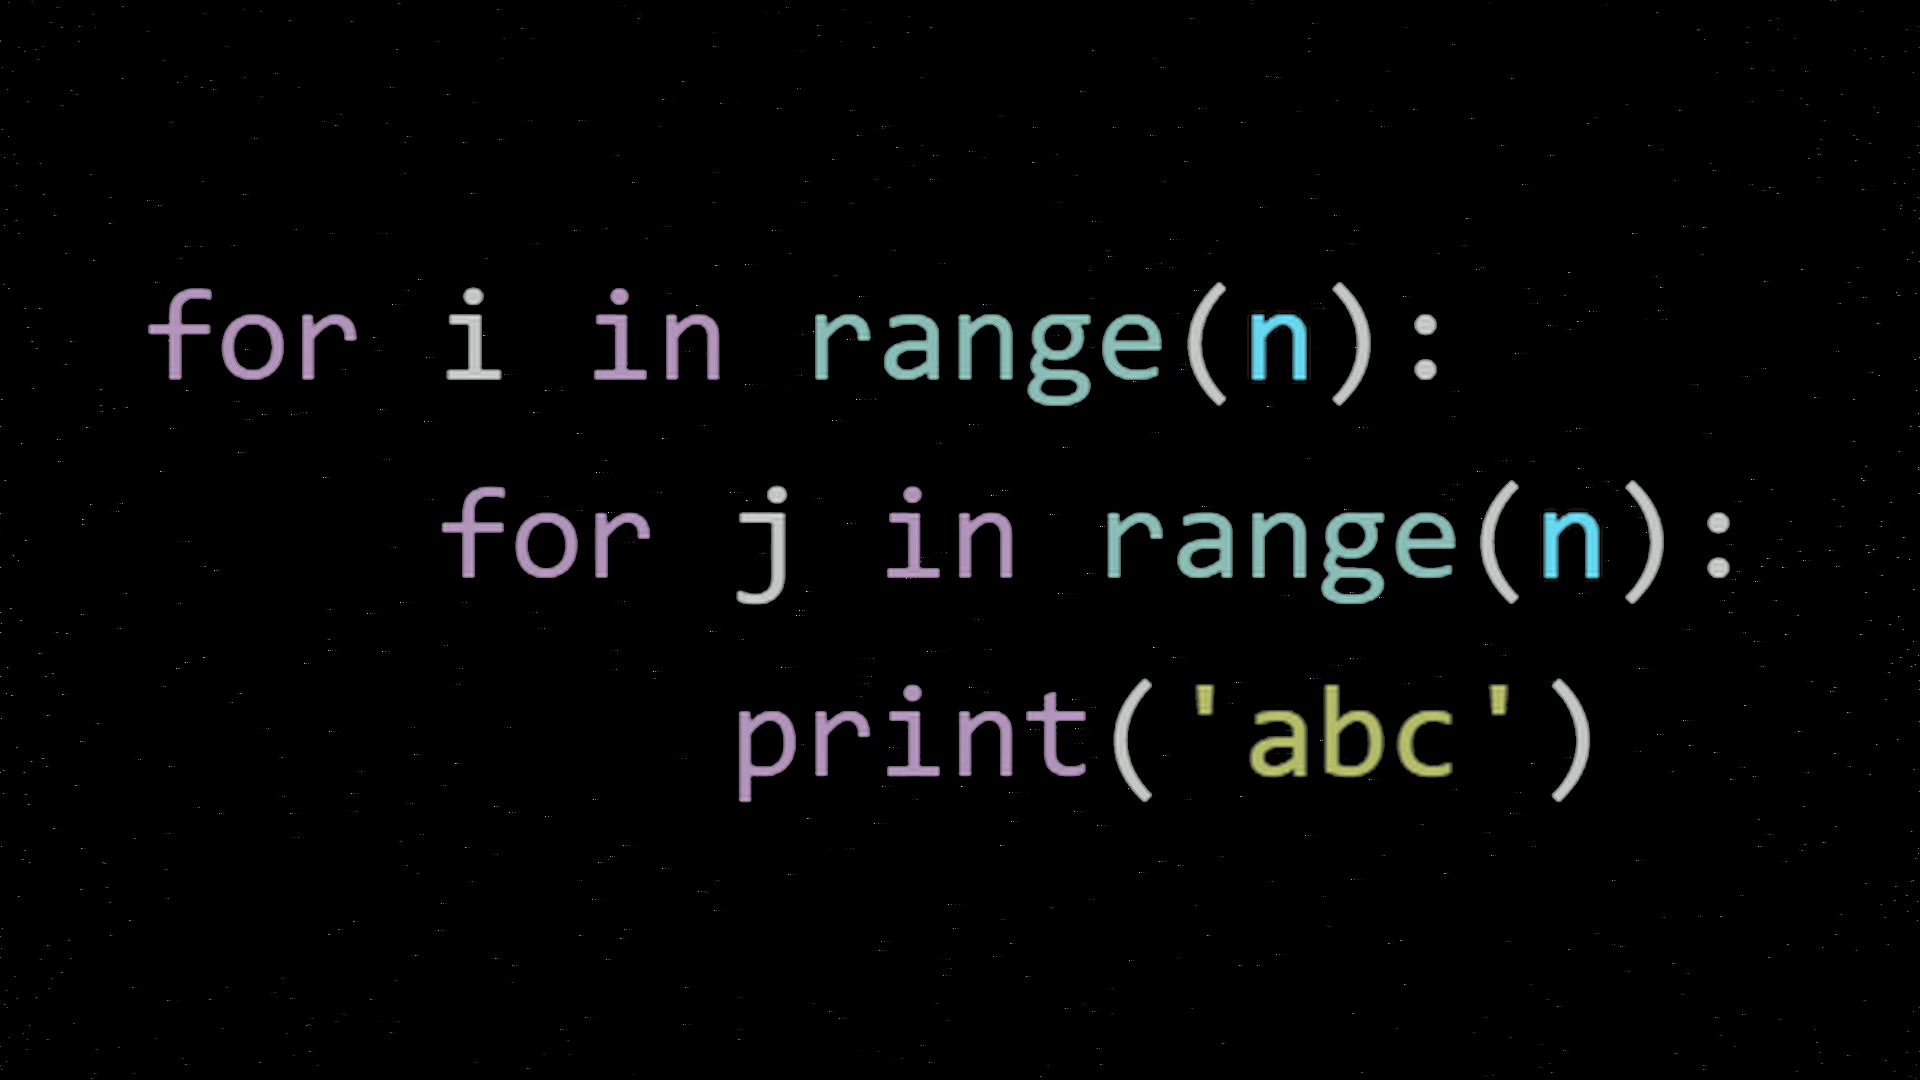 for i in range(n):
    for j in range(n):
        print('abc')